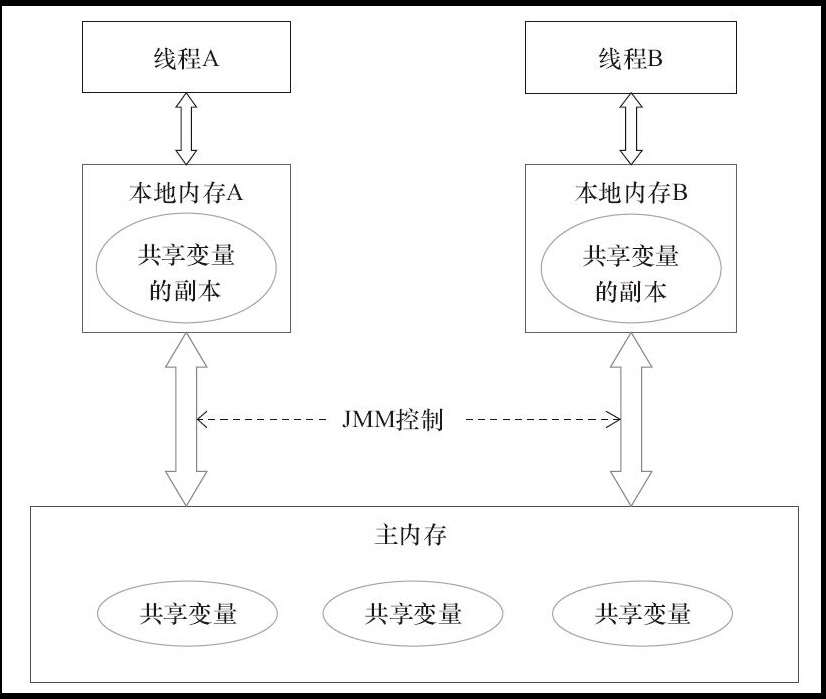 线程A
线程B
本地内存A
共享变量
的副本
本地内存B
共享变量
的副本
JMM控制
主内存
共享变量
共享变量
共享变量